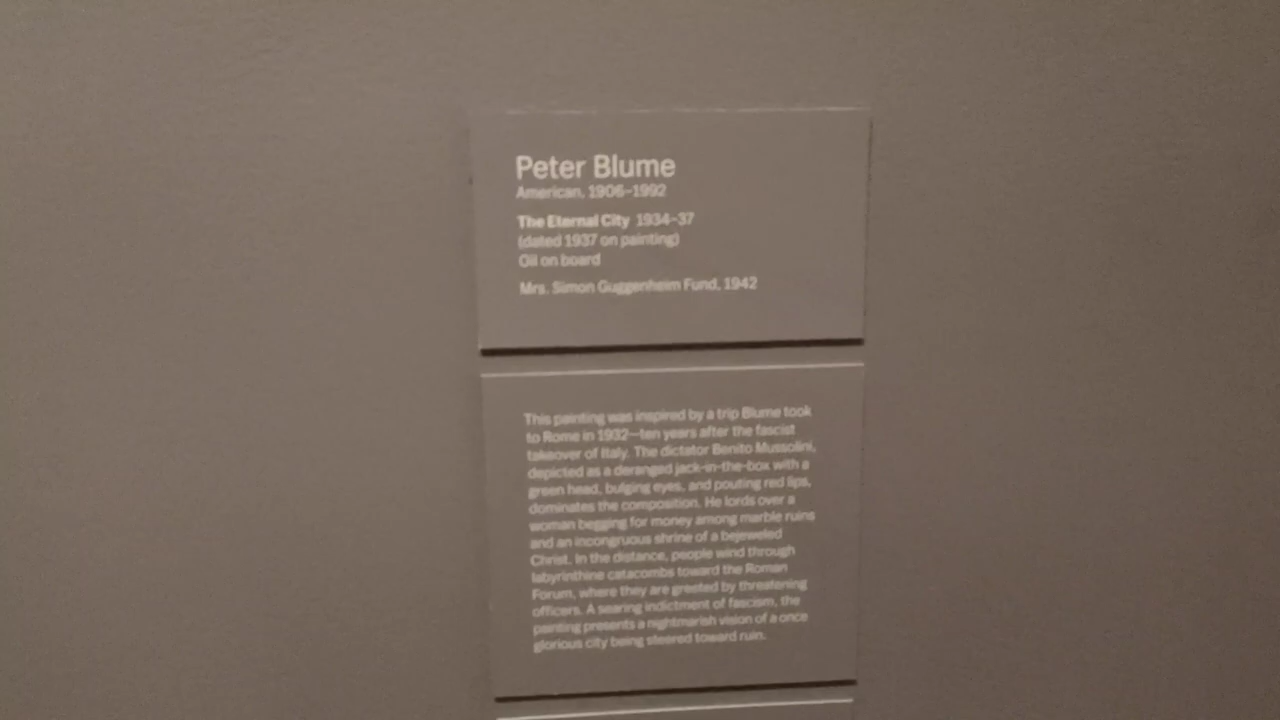 Peter Blume
American, 1906–1992
The Eternal City 1934–37
(dated 1937 on painting)
Oil on board
Mrs. Simon Guggenheim Fund, 1942
This painting was inspired by a trip Blume took
to Rome in 1932—ten years after the fascist
takeover of Italy. The dictator Benito Mussolini,
depicted as a deranged jack-in-the-box with a
green head, bulging eyes, and pouting red lips,
dominates the composition. He lords over a
woman begging for money among marble ruins
and an incongruous shrine of a bejeweled
Christ. In the distance, people wind through
labyrinthine catacombs toward the Roman
Forum, where they are greeted by threatening
officers. A searing indictment of fascism, the
painting presents a nightmarish vision of a once
glorious city being steered toward ruin.